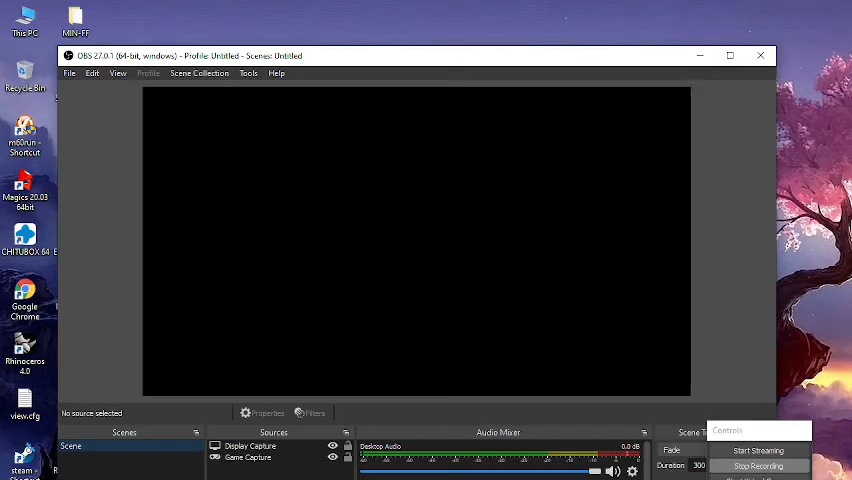 This PC
MIN-FF
OBS 27.0.1 (64-bit, windows) - Profile: Untitled - Scenes: Untitled
File Edit View Profile Scene Collection Tools Help
Recycle Bin
m60run -
Shortcut
Magics 20.03
64bit
CHITUBOX 64
Google
Chrome
Rhinoceros
4.0
view.cfg
steam -
No source selected
Properties
Filters
Scenes
Sources
Audio Mixer
Controls
Scene
Display Capture
Game Capture
Desktop Audio
0.0 dB
Fade
Duration 300
Start Streaming
Stop Recording